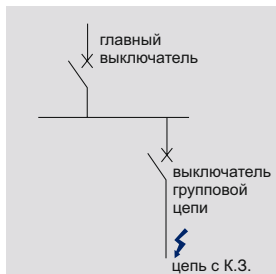 главный
выключатель
выключатель
групповой
цепи
цепь с К.З.